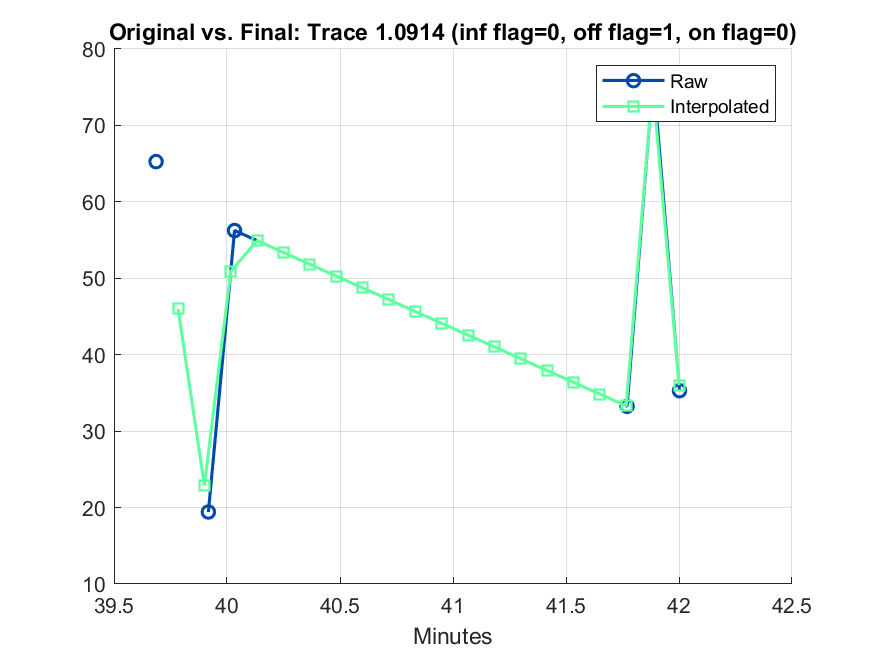 Original vs. Final: Trace 1.0914 (inf flag=0, off flag=1, on flag=0)
80
70
60
50
40
30
20
10
Raw
Interpolated
39.5 40 40.5 41 41.5 42 42.5
Minutes